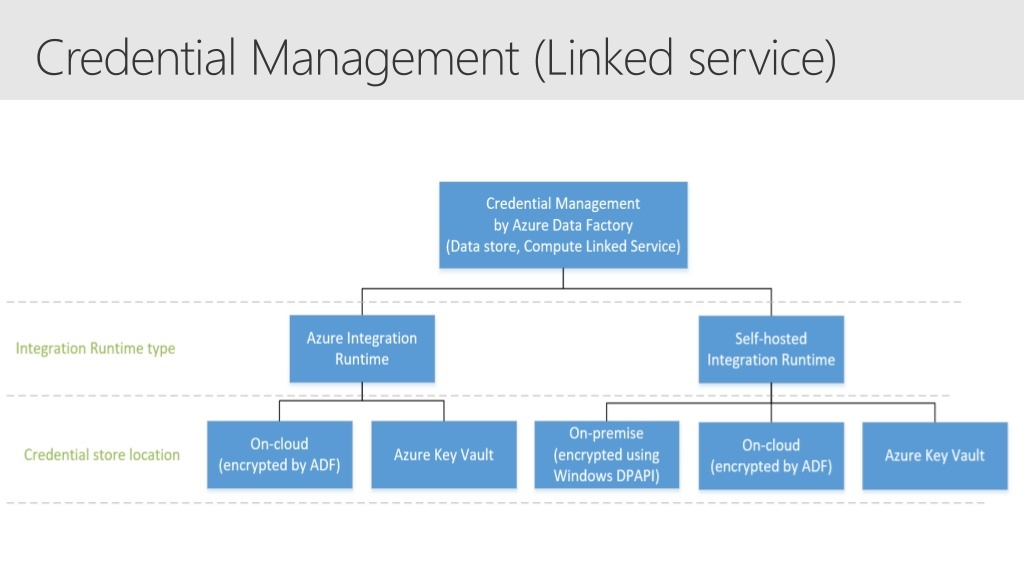 Credential Management (Linked service)
Credential Management
by Azure Data Factory
(Data store, Compute Linked Service)
Integration Runtime type
Azure Integration
Runtime
Self-hosted
Integration Runtime
Credential store location
On-cloud
(encrypted by ADF)
Azure Key Vault
On-premise
(encrypted using
Windows DPAPI)
On-cloud
(encrypted by ADF)
Azure Key Vault